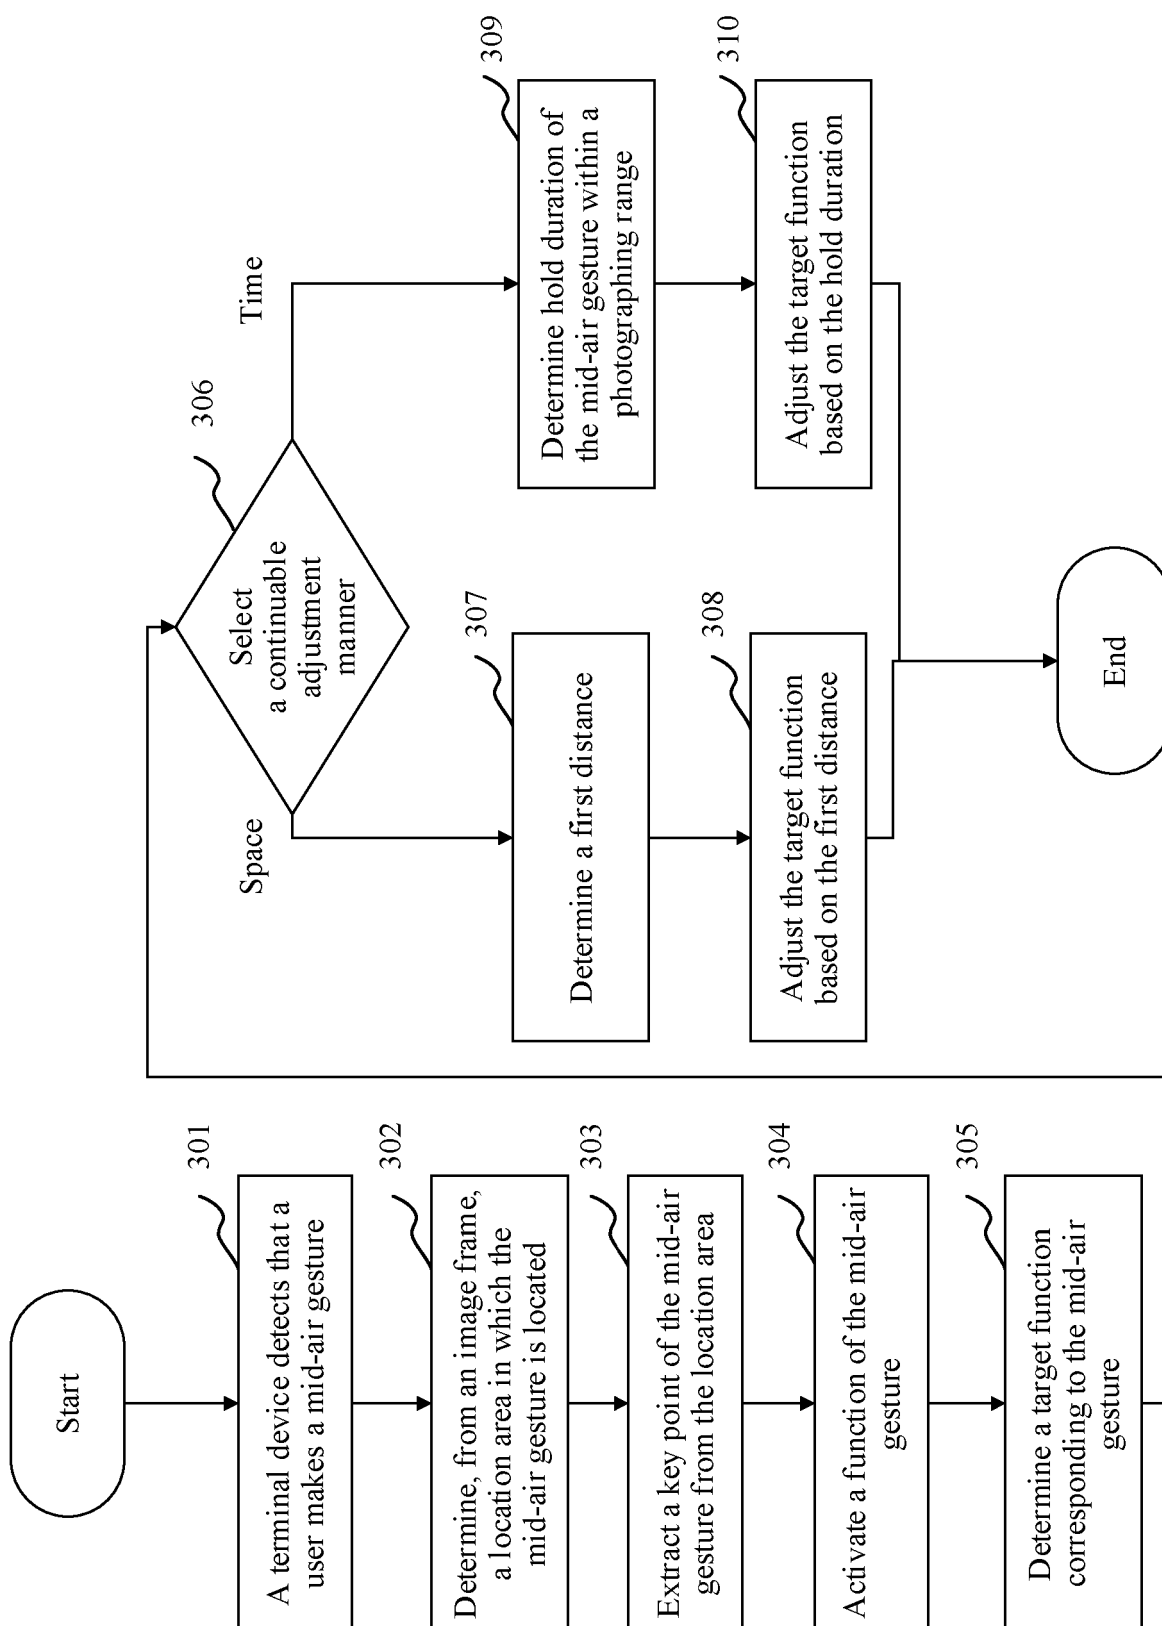 Start
301
A terminal device detects that a
user makes a mid-air gesture
302
Determine, from an image frame,
a location area in which the
mid-air gesture is located
303
Extract a key point of the mid-air
gesture from the location area
304
Activate a function of the mid-air
gesture
305
Determine a target function
corresponding to the mid-air
gesture
306
Select
a continuable
adjustment
manner
Space
Time
307
Determine a first distance
308
Adjust the target function
based on the first distance
309
Determine hold duration of
the mid-air gesture within a
photographing range
310
Adjust the target function
based on the hold duration
End